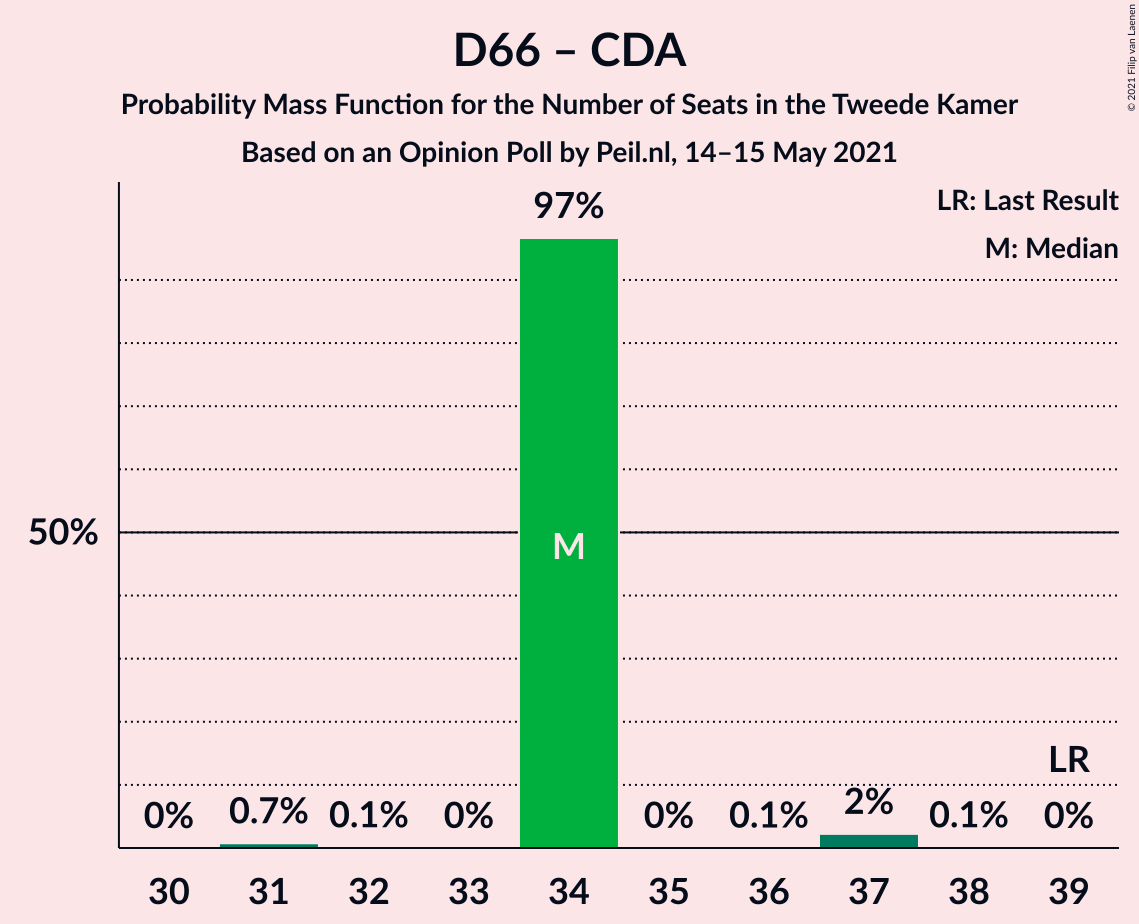 D66 – CDA
Probability Mass Function for the Number of Seats in the Tweede Kamer
Based on an Opinion Poll by Peil.nl, 14–15 May 2021
© 2021 Filip van Laenen
LR: Last Result
M: Median
97%
50%
M
LR
0% 0.7% 0.1% 0% 0% 0.1% 2% 0.1% 0%
30 31 32 33 34 35 36 37 38 39